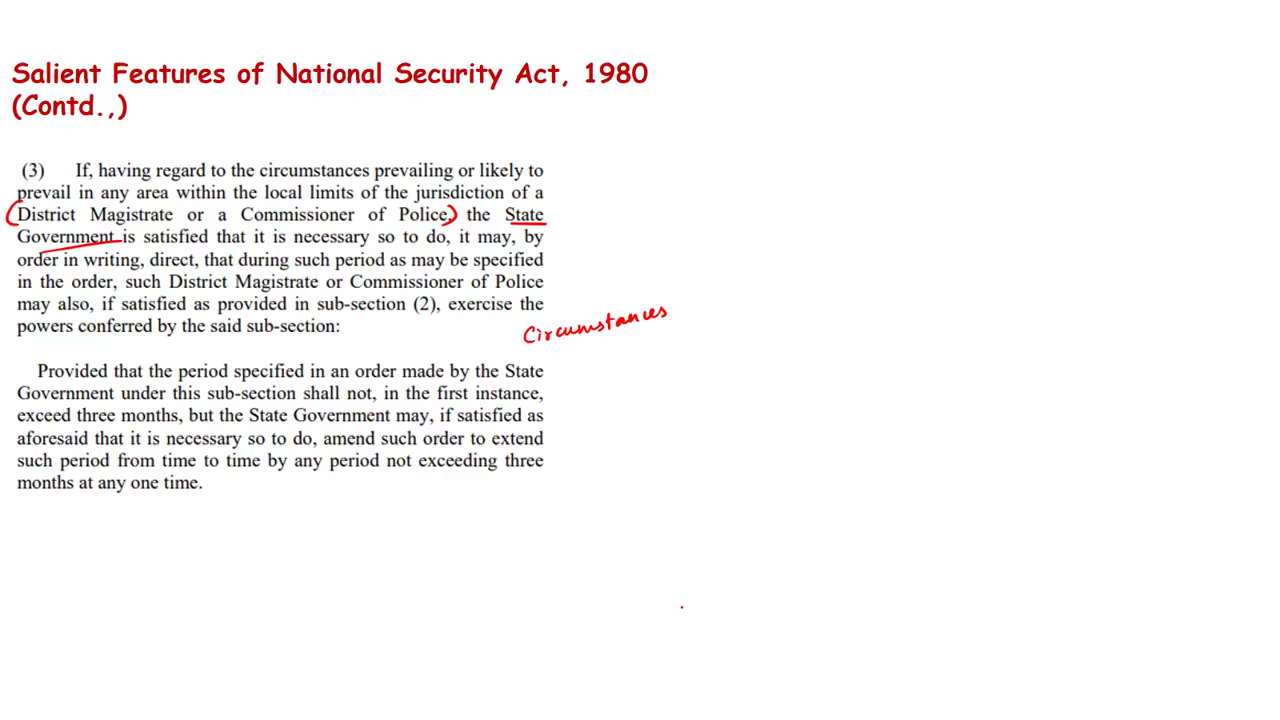 Salient Features of National Security Act, 1980
(Contd.,)
(3) If, having regard to the circumstances prevailing or likely to
prevail in any area within the local limits of the jurisdiction of a
District Magistrate or a Commissioner of Police, the State
Government is satisfied that it is necessary so to do, it may, by
order in writing, direct, that during such period as may be specified
in the order, such District Magistrate or Commissioner of Police
may also, if satisfied as provided in sub-section (2), exercise the
powers conferred by the said sub-section:
Circumstances
Provided that the period specified in an order made by the State
Government under this sub-section shall not, in the first instance,
exceed three months, but the State Government may, if satisfied as
aforesaid that it is necessary so to do, amend such order to extend
such period from time to time by any period not exceeding three
months at any one time.